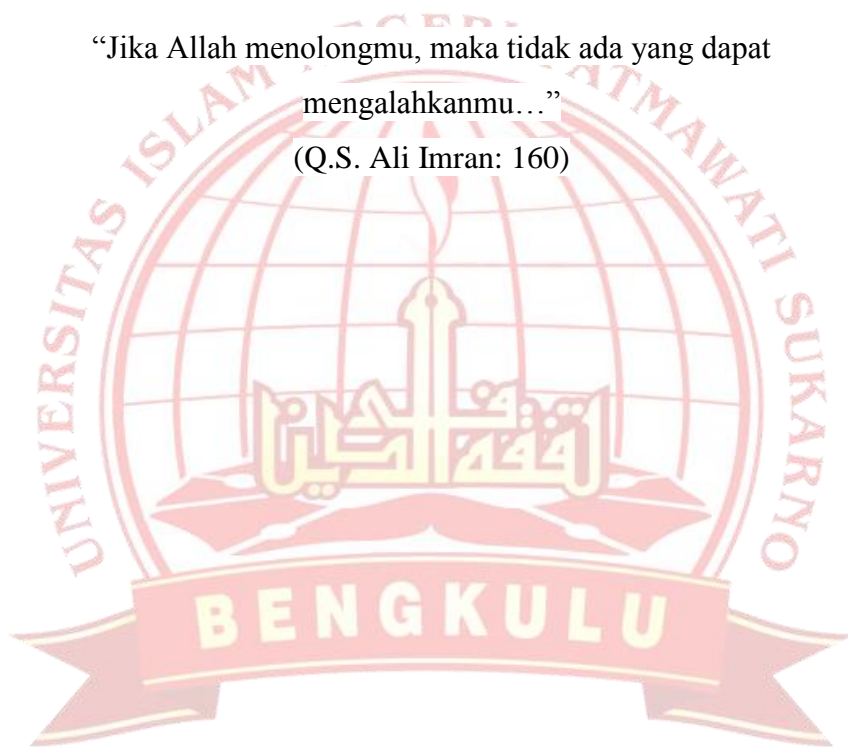 “Jika Allah menolongmu, maka tidak ada yang dapat
mengalahkanmu…”
(Q.S. Ali Imran: 160)
UNIVERSITAS ISLAM SUKARNO
BENGKULU